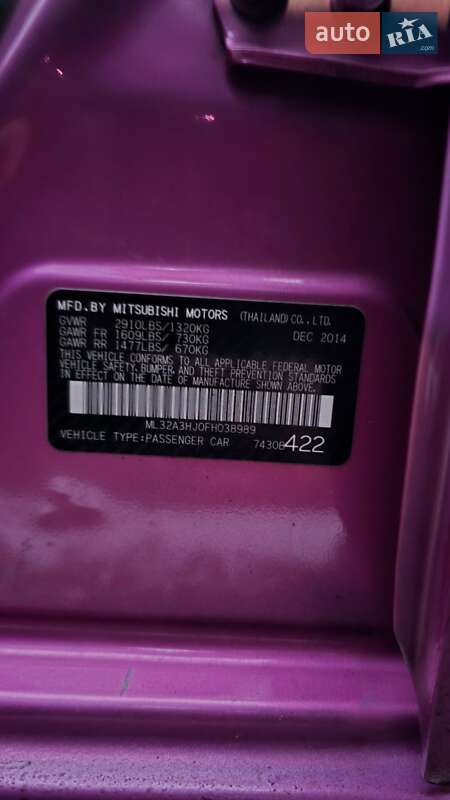 auto RIA .com
MFD.BY MITSUBISHI MOTORS (THAILAND)CO.,LTD.
GVWR 2910LBS/1320KG DEC 2014
GAWR FR 1609LBS/ 730KG
GAWR RR 1477LBS/ 670KG
THIS VEHICLE CONFORMS TO ALL APPLICABLE FEDERAL MOTOR
VEHICLE SAFETY,BUMPER AND THEFT PREVENTION STANDARDS
IN EFFECT ON THE DATE OF MANUFACTURE SHOWN ABOVE.
ML32A3HJ0FH038989
VEHICLE TYPE:PASSENGER CAR 7430B422